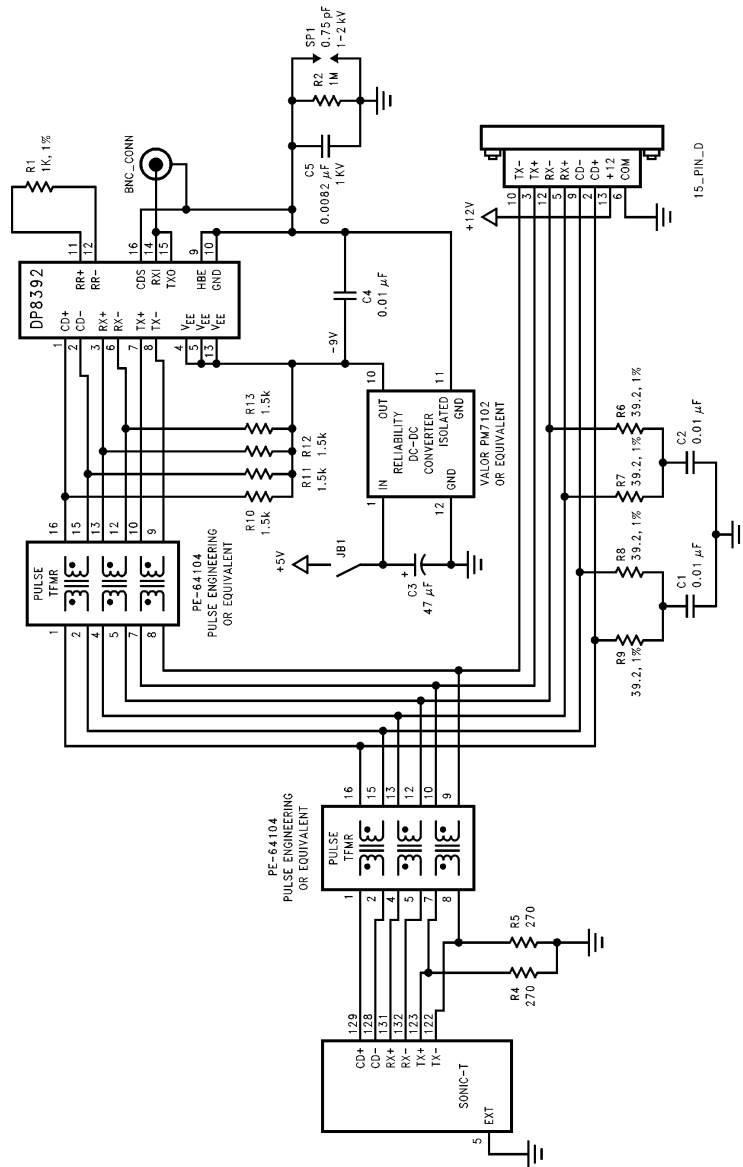 SP1
0.75 pF
1-2 kV
R2
1M
C5
0.0082 μF
1 KV
R1
1K, 1%
BNC_CONN
11
12
16
14
15
9
10
RR+
RR-
CDS
RXI
TXO
HBE
GND
DP8392
CD+
CD-
RX+
RX-
TX+
TX-
VEE
VEE
VEE
1
2
3
6
7
8
4
5
13
C4
0.01 μF
-9V
10
11
OUT
RELIABILITY
DC-DC
CONVERTER
ISOLATED
GND
IN
GND
1
12
VALOR PM7102
OR EQUIVALENT
R13
1.5k
R12
1.5k
R11
1.5k
R10
1.5k
+5V
JB1
+
C3
47 μF
16
15
13
12
10
9
PULSE
TFMR
1
2
4
5
7
8
PE-64104
PULSE ENGINEERING
OR EQUIVALENT
15_PIN_D
TX-
TX+
RX-
RX+
CD-
CD+
+12
COM
10
3
12
5
9
2
13
6
+12V
R6
39.2, 1%
R7
39.2, 1%
R8
39.2, 1%
R9
39.2, 1%
C2
0.01 μF
C1
0.01 μF
PE-64104
PULSE ENGINEERING
OR EQUIVALENT
16
15
13
12
10
9
PULSE
TFMR
1
2
4
5
7
8
R5
270
R4
270
129
128
131
132
123
122
CD+
CD-
RX+
RX-
TX+
TX-
SONIC-T
EXT
5